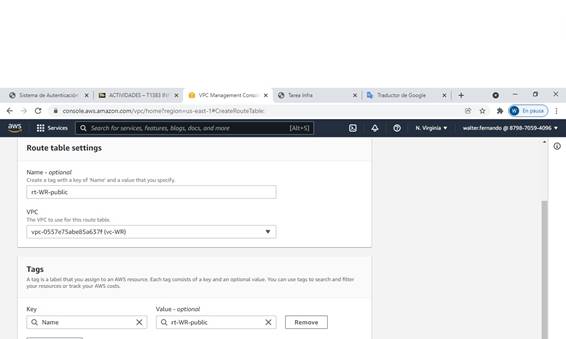 Sistema de Autenticación
ACTIVIDADES – T1383 IN
VPC Management Conso
Tarea Infra
Traductor de Google
console.aws.amazon.com/vpc/home?region=us-east-1#CreateRouteTable:
W En pausa
aws
Services
Search for services, features, blogs, docs, and more
[Alt+S]
N. Virginia
walter.fernando @ 8798-7059-4096
Route table settings
Name - optional
Create a tag with a key of 'Name' and a value that you specify.
rt-WR-public
VPC
The VPC to use for this route table.
vpc-0557e75abe85a637f (vc-WR)
Tags
A tag is a label that you assign to an AWS resource. Each tag consists of a key and an optional value. You can use tags to search and filter
your resources or track your AWS costs.
Key
Value - optional
Name
rt-WR-public
Remove